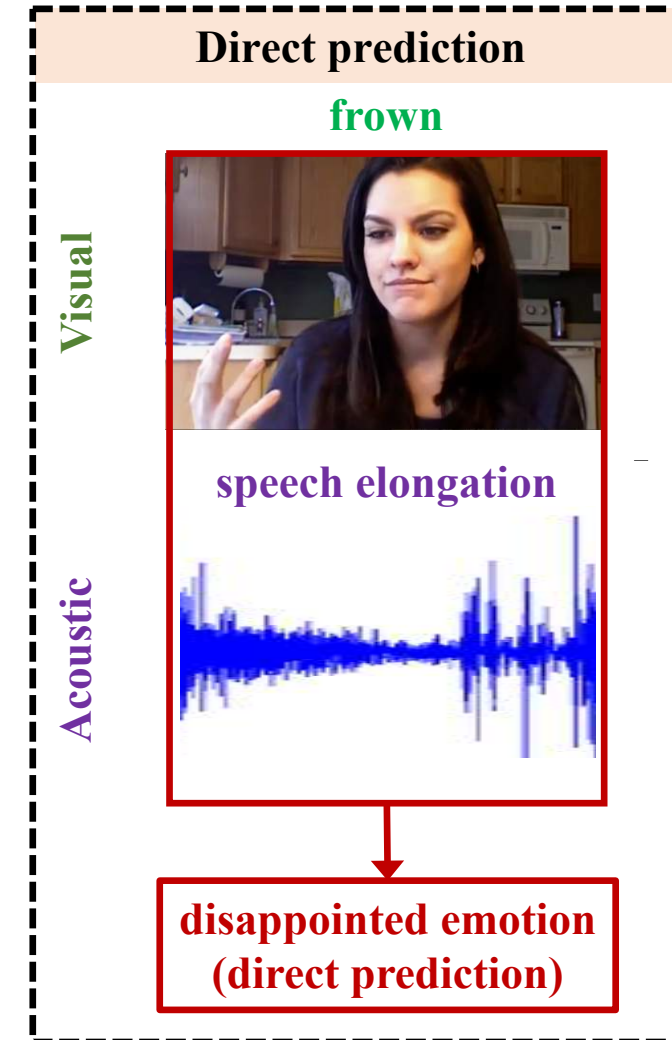 Direct prediction
frown
Visual
speech elongation
Acoustic
disappointed emotion
(direct prediction)